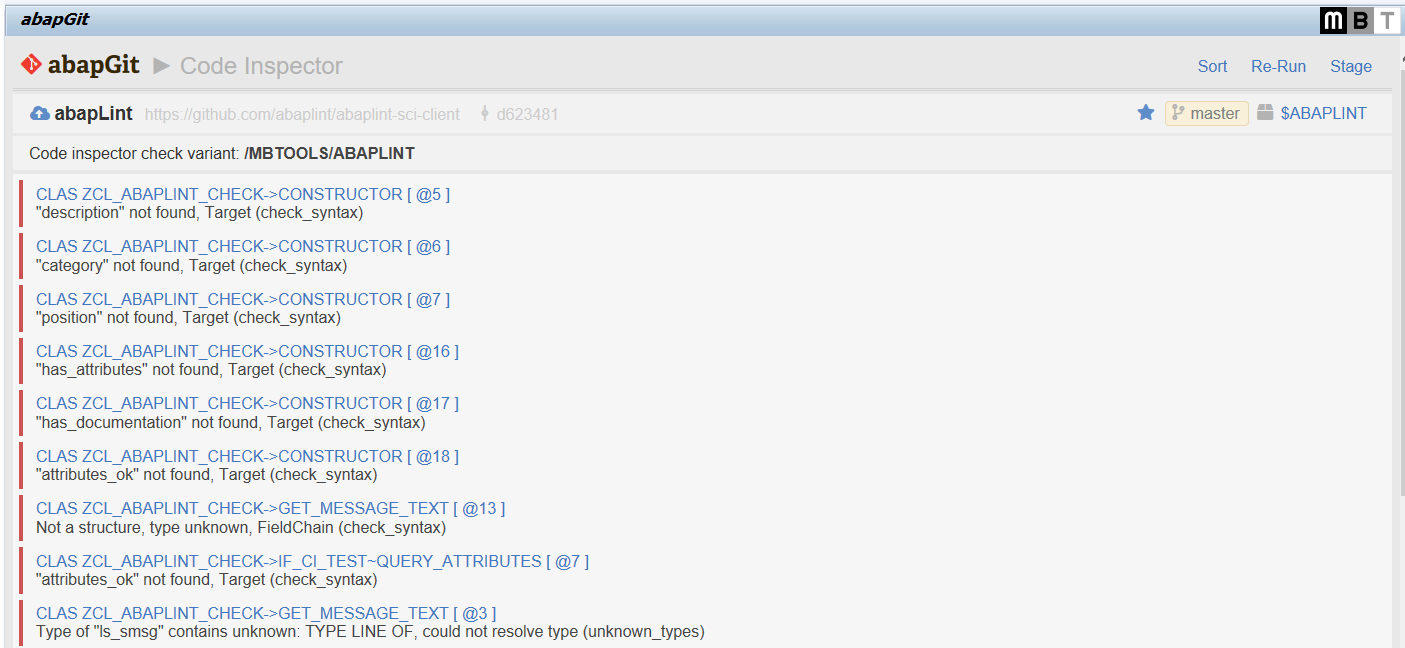 abapGit
m B T
abapGit ▶ Code Inspector Sort Re-Run Stage
abapLint https://github.com/abaplint/abaplint-sci-client d623481 master $ABAPLINT
Code inspector check variant: /MBTOOLS/ABAPLINT
CLAS ZCL_ABAPLINT_CHECK->CONSTRUCTOR [ @5 ]
"description" not found, Target (check_syntax)
CLAS ZCL_ABAPLINT_CHECK->CONSTRUCTOR [ @6 ]
"category" not found, Target (check_syntax)
CLAS ZCL_ABAPLINT_CHECK->CONSTRUCTOR [ @7 ]
"position" not found, Target (check_syntax)
CLAS ZCL_ABAPLINT_CHECK->CONSTRUCTOR [ @16 ]
"has_attributes" not found, Target (check_syntax)
CLAS ZCL_ABAPLINT_CHECK->CONSTRUCTOR [ @17 ]
"has_documentation" not found, Target (check_syntax)
CLAS ZCL_ABAPLINT_CHECK->CONSTRUCTOR [ @18 ]
"attributes_ok" not found, Target (check_syntax)
CLAS ZCL_ABAPLINT_CHECK->GET_MESSAGE_TEXT [ @13 ]
Not a structure, type unknown, FieldChain (check_syntax)
CLAS ZCL_ABAPLINT_CHECK->IF_CI_TEST~QUERY_ATTRIBUTES [ @7 ]
"attributes_ok" not found, Target (check_syntax)
CLAS ZCL_ABAPLINT_CHECK->GET_MESSAGE_TEXT [ @3 ]
Type of "ls_smsg" contains unknown: TYPE LINE OF, could not resolve type (unknown_types)